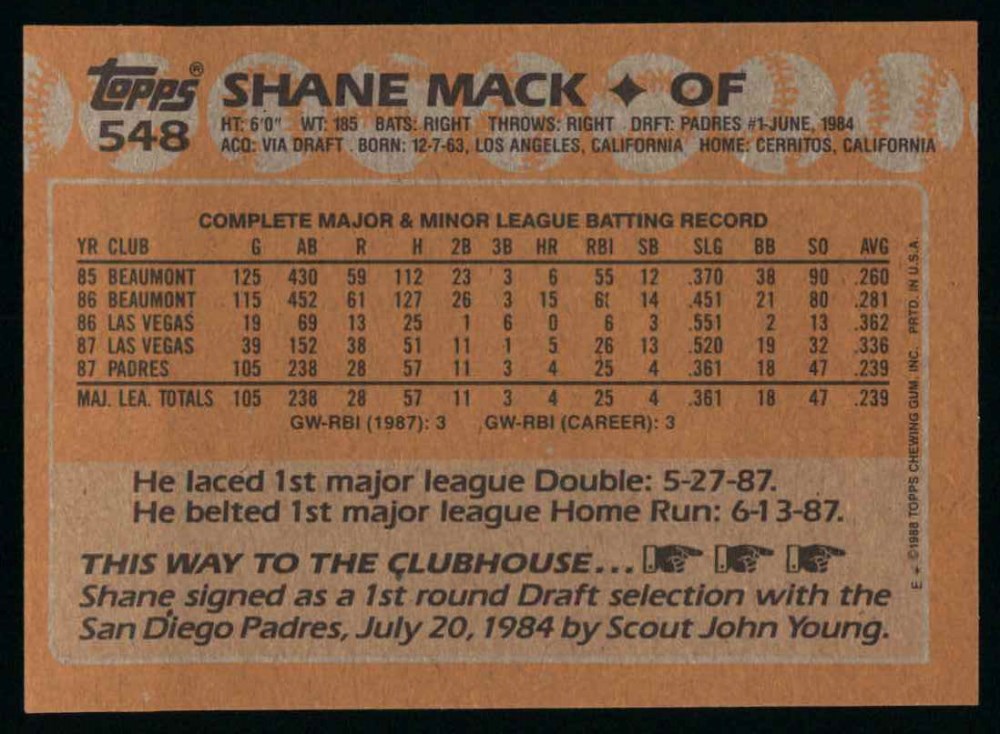 Topps® SHANE MACK ✦ OF
548 HT: 6'0" WT: 185 BATS: RIGHT THROWS: RIGHT DRFT: PADRES #1-JUNE, 1984
ACQ: VIA DRAFT BORN: 12-7-63, LOS ANGELES, CALIFORNIA HOME: CERRITOS, CALIFORNIA
COMPLETE MAJOR & MINOR LEAGUE BATTING RECORD
YR CLUB G AB R H 2B 3B HR RBI SB SLG BB SO AVG
85 BEAUMONT 125 430 59 112 23 3 6 55 12 .370 38 90 .260
86 BEAUMONT 115 452 61 127 26 3 15 61 14 .451 21 80 .281
86 LAS VEGAS 19 69 13 25 1 6 0 6 3 .551 2 13 .362
87 LAS VEGAS 39 152 38 51 11 1 5 26 13 .520 19 32 .336
87 PADRES 105 238 28 57 11 3 4 25 4 .361 18 47 .239
MAJ. LEA. TOTALS 105 238 28 57 11 3 4 25 4 .361 18 47 .239
GW-RBI (1987): 3 GW-RBI (CAREER): 3
He laced 1st major league Double: 5-27-87.
He belted 1st major league Home Run: 6-13-87.
THIS WAY TO THE CLUBHOUSE...
Shane signed as a 1st round Draft selection with the
San Diego Padres, July 20, 1984 by Scout John Young.
E ✦ ©1988 TOPPS CHEWING GUM, INC. PRTD. IN U.S.A.